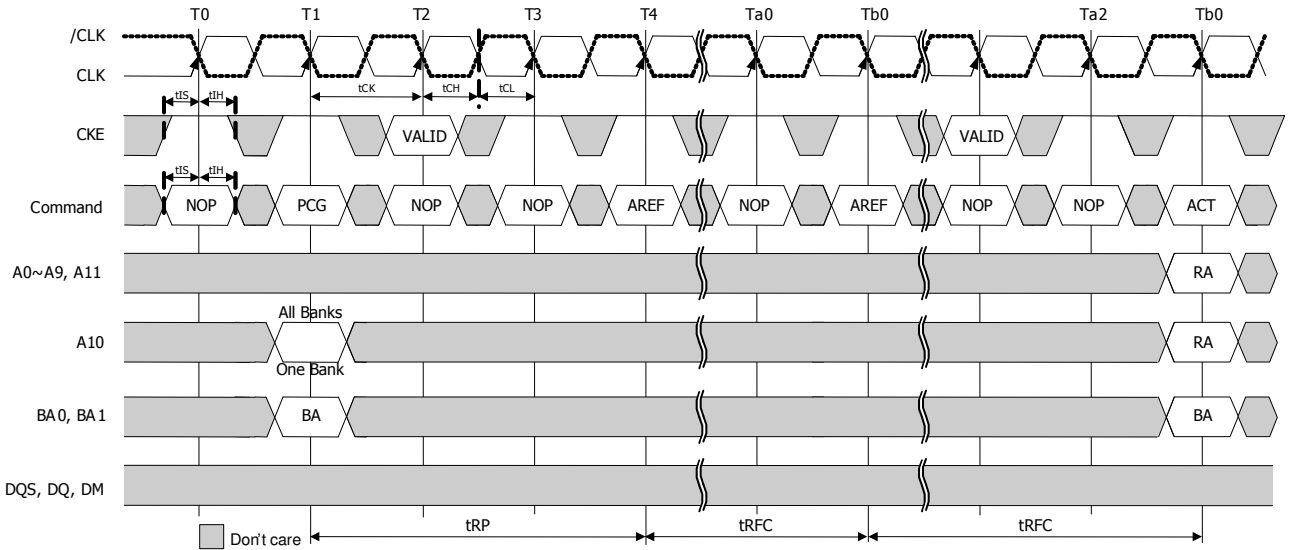 T0 T1 T2 T3 T4 Ta0 Tb0 Ta2 Tb0
/CLK
CLK
tCK tCH tCL
tIS tIH
CKE VALID VALID
tIS tIH
Command NOP PCG NOP NOP AREF NOP AREF NOP NOP ACT
A0~A9, A11 RA
All Banks
A10 RA
One Bank
BA0, BA1 BA BA
DQS, DQ, DM
tRP tRFC tRFC
Don't care